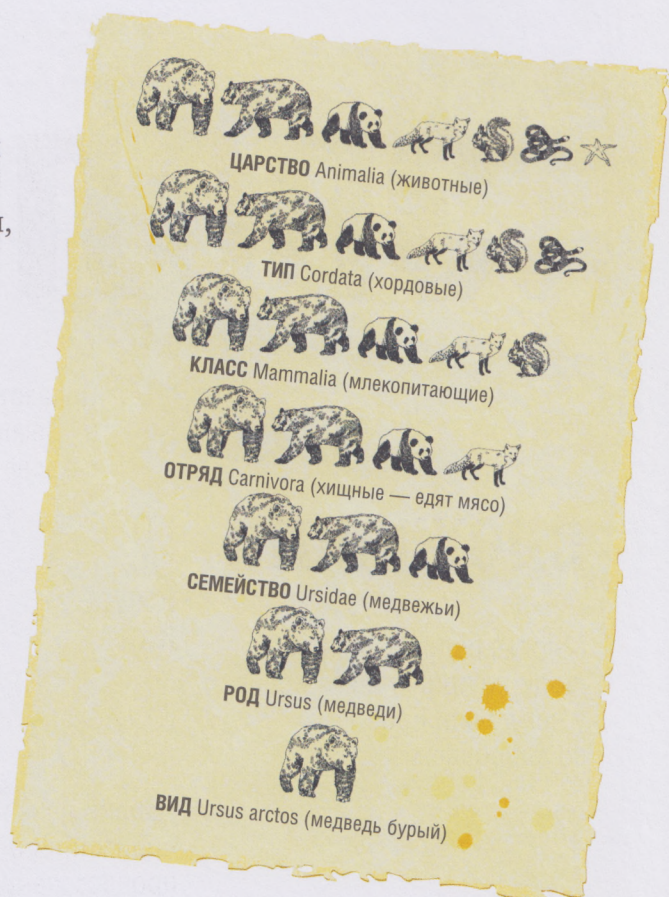 и,
ЦАРСТВО Animalia (животные)
ТИП Cordata (хордовые)
КЛАСС Mammalia (млекопитающие)
ОТРЯД Carnivora (хищные — едят мясо)
СЕМЕЙСТВО Ursidae (медвежьи)
РОД Ursus (медведи)
ВИД Ursus arctos (медведь бурый)